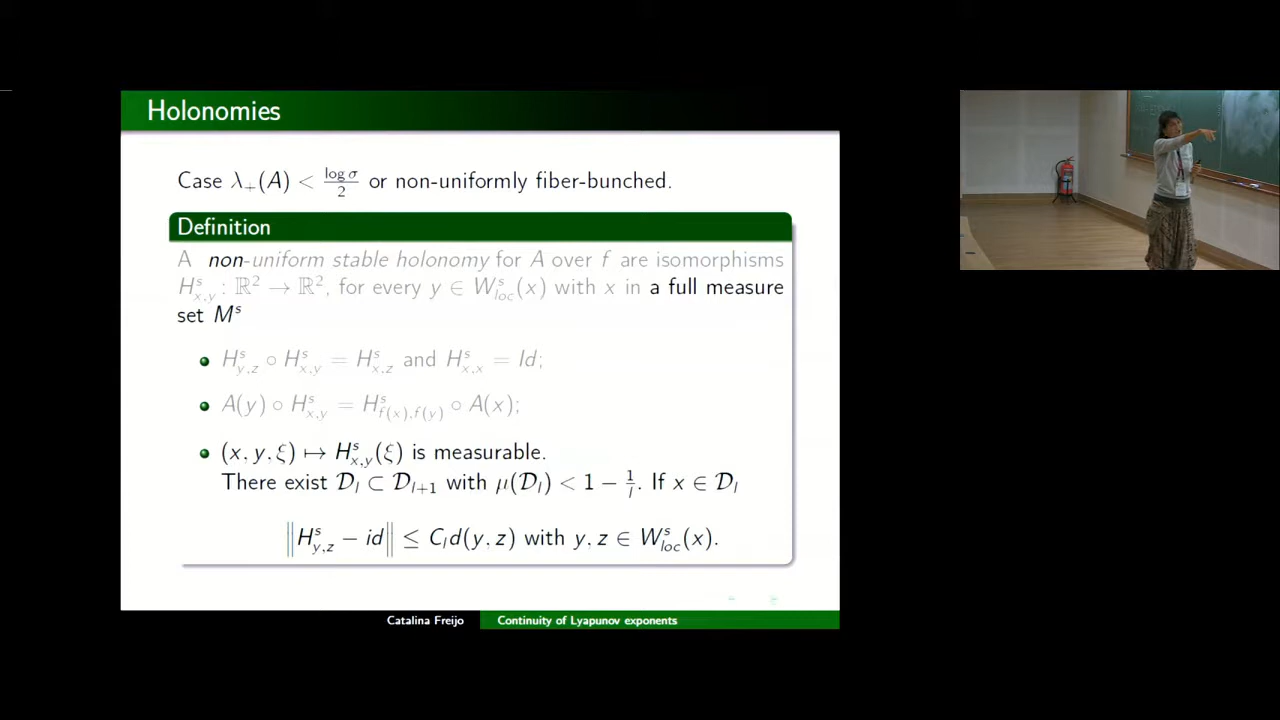 Holonomies
Case λ₊(A) < log σ / 2 or non-uniformly fiber-bunched.
Definition
A non-uniform stable holonomy for A over f are isomorphisms
H^s_{x,y} : ℝ² → ℝ², for every y ∈ W^s_{loc}(x) with x in a full measure
set M^s
H^s_{y,z} ∘ H^s_{x,y} = H^s_{x,z} and H^s_{x,x} = Id;
A(y) ∘ H^s_{x,y} = H^s_{f(x),f(y)} ∘ A(x);
(x, y, ξ) ↦ H^s_{x,y}(ξ) is measurable.
There exist 𝒟_l ⊂ 𝒟_{l+1} with μ(𝒟_l) < 1 − 1/l. If x ∈ 𝒟_l
‖H^s_{y,z} − id‖ ≤ C_l d(y, z) with y, z ∈ W^s_{loc}(x).
Catalina Freijo
Continuity of Lyapunov exponents